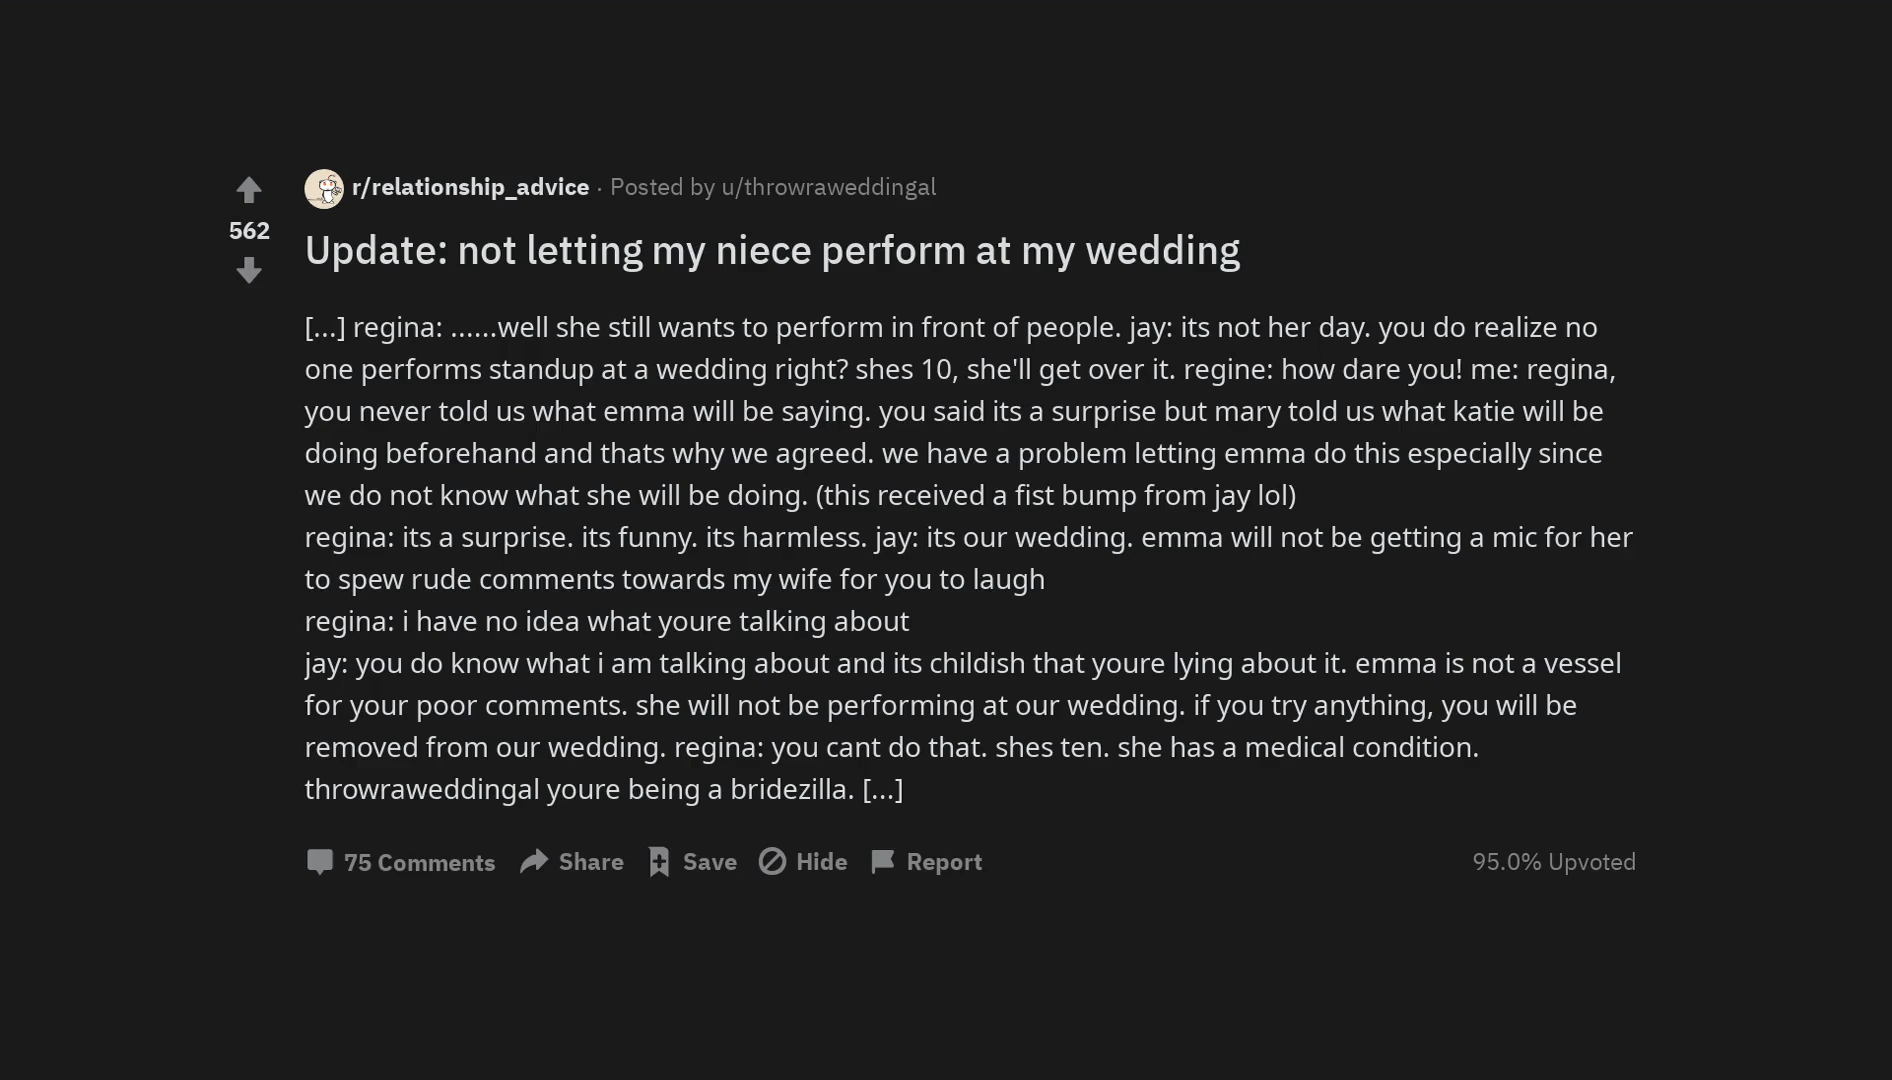 r/relationship_advice · Posted by u/throwraweddingal
562
Update: not letting my niece perform at my wedding
[...] regina: ......well she still wants to perform in front of people. jay: its not her day. you do realize no
one performs standup at a wedding right? shes 10, she'll get over it. regine: how dare you! me: regina,
you never told us what emma will be saying. you said its a surprise but mary told us what katie will be
doing beforehand and thats why we agreed. we have a problem letting emma do this especially since
we do not know what she will be doing. (this received a fist bump from jay lol)
regina: its a surprise. its funny. its harmless. jay: its our wedding. emma will not be getting a mic for her
to spew rude comments towards my wife for you to laugh
regina: i have no idea what youre talking about
jay: you do know what i am talking about and its childish that youre lying about it. emma is not a vessel
for your poor comments. she will not be performing at our wedding. if you try anything, you will be
removed from our wedding. regina: you cant do that. shes ten. she has a medical condition.
throwraweddingal youre being a bridezilla. [...]
75 Comments Share Save Hide Report 95.0% Upvoted